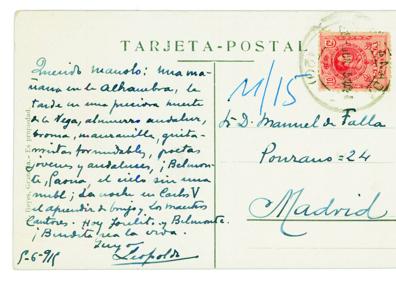 TARJETA-POSTAL
Querido Manolo: Una ma-
ñana en la Alhambra, la
tarde en una preciosa huerta
de la Vega, almuerzo andaluz,
broma, manzanilla, guita-
rristas formidables, poetas
jóvenes y andaluces, ¡Belmon-
te, el cielo sin una
nube! La noche en Carlos V
el aprendiz de brujo, Los Maestros
Cantores. Hoy Joselito y Belmonte.
¡Bendita sea la vida.
Leopoldo
5-6-915
11/15
Sr. D. Manuel de Falla
Ponzano = 24
Madrid